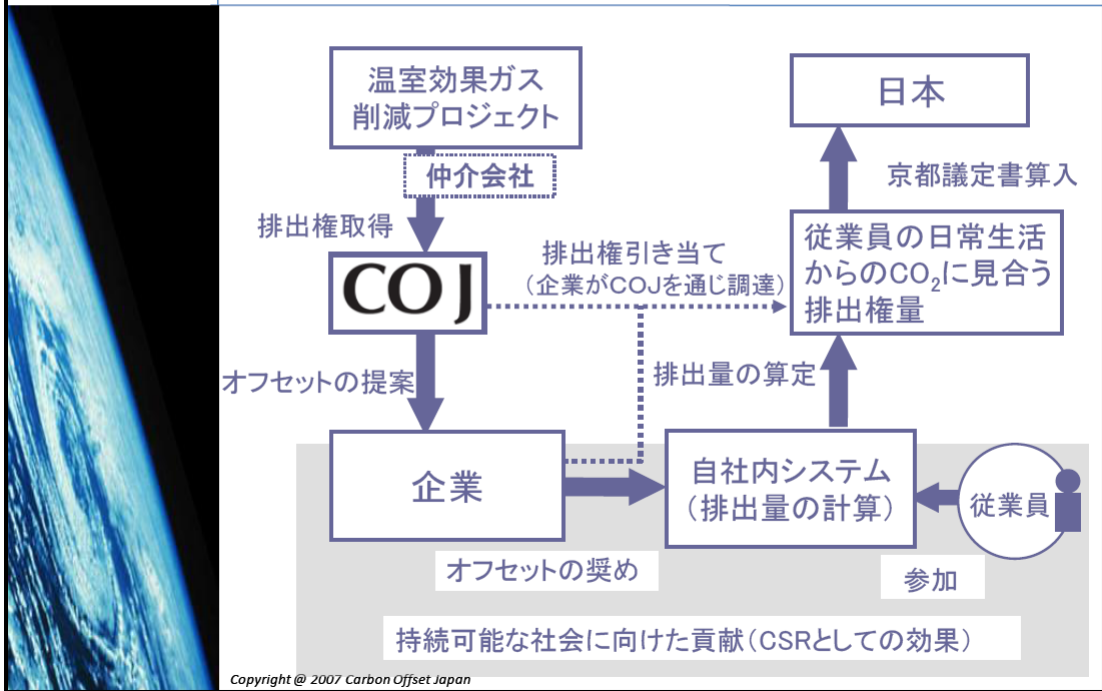 温室効果ガス
削減プロジェクト
日本
仲介会社
京都議定書算入
排出権取得
COJ
排出権引き当て
(企業がCOJを通じ調達)
従業員の日常生活
からのCO₂に見合う
排出権量
オフセットの提案
排出量の算定
企業
自社内システム
(排出量の計算)
従業員
オフセットの奨め
参加
持続可能な社会に向けた貢献(CSRとしての効果)
Copyright @ 2007 Carbon Offset Japan